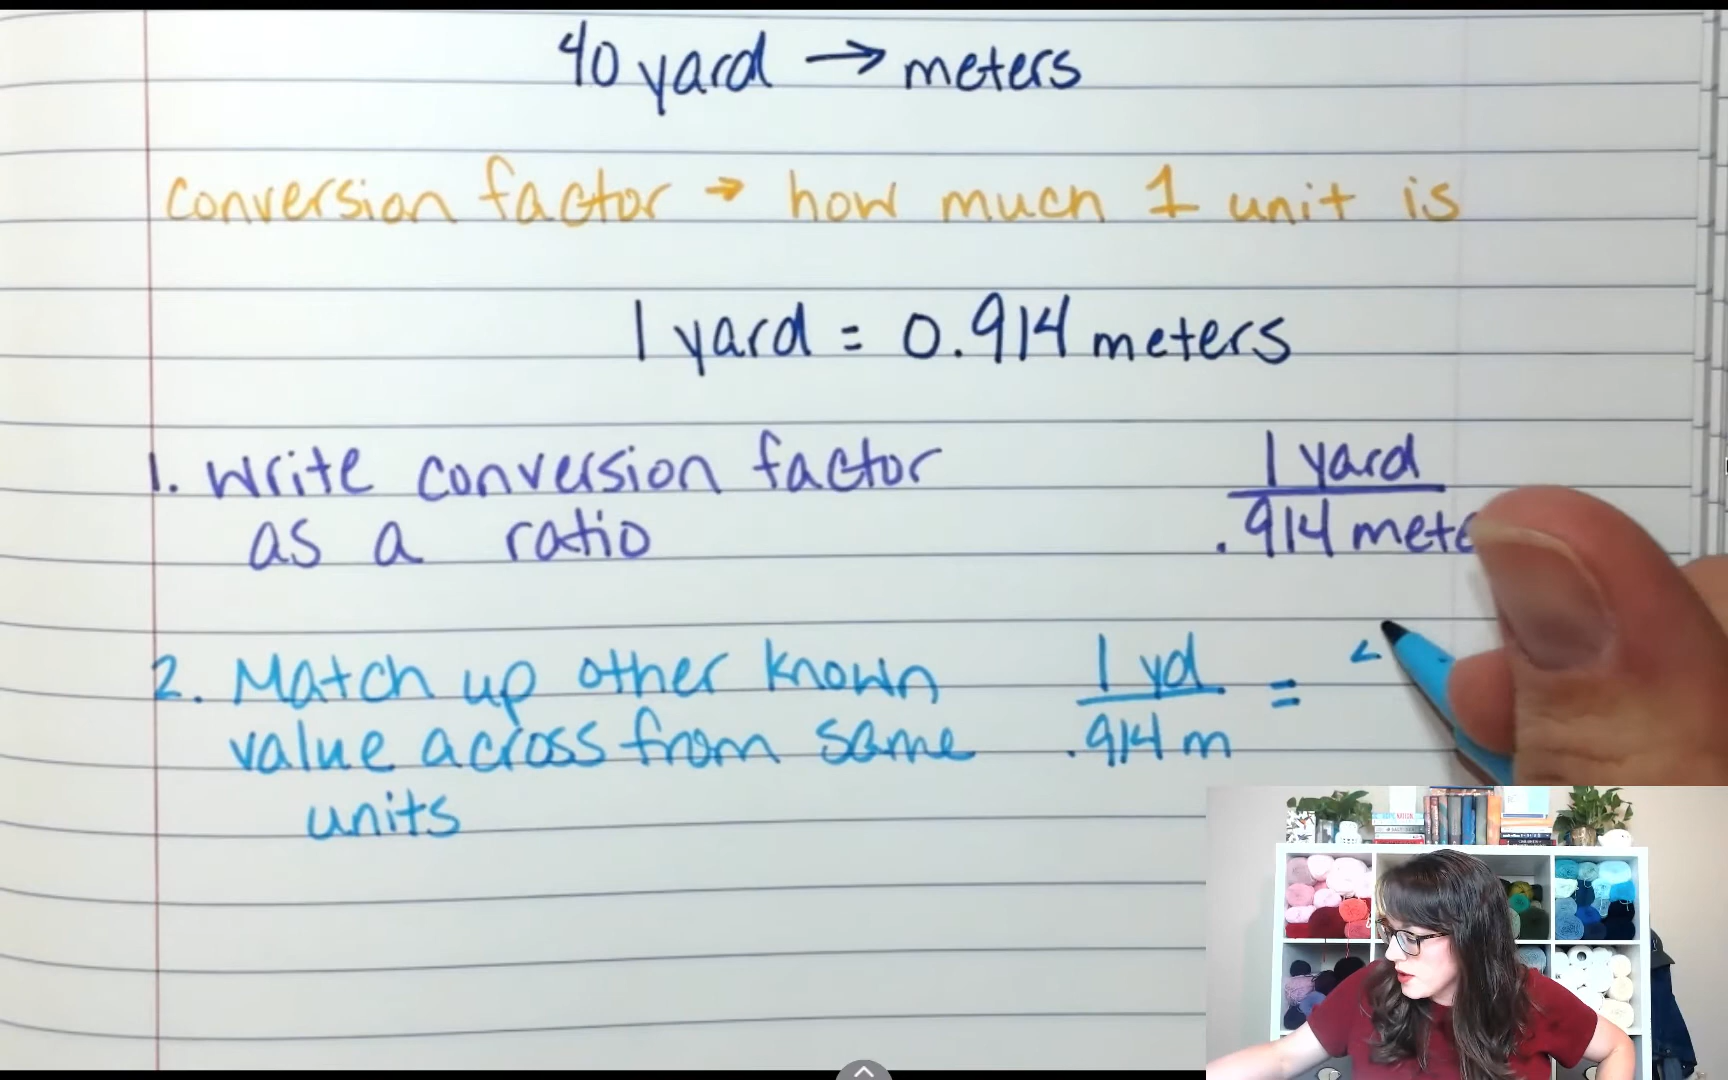 40 yard → meters
conversion factor → how much 1 unit is
1 yard = 0.914 meters
1. Write conversion factor
as a ratio
1 yard
.914 mete
2. Match up other known
value across from same
units
1 yd
.914 m
=